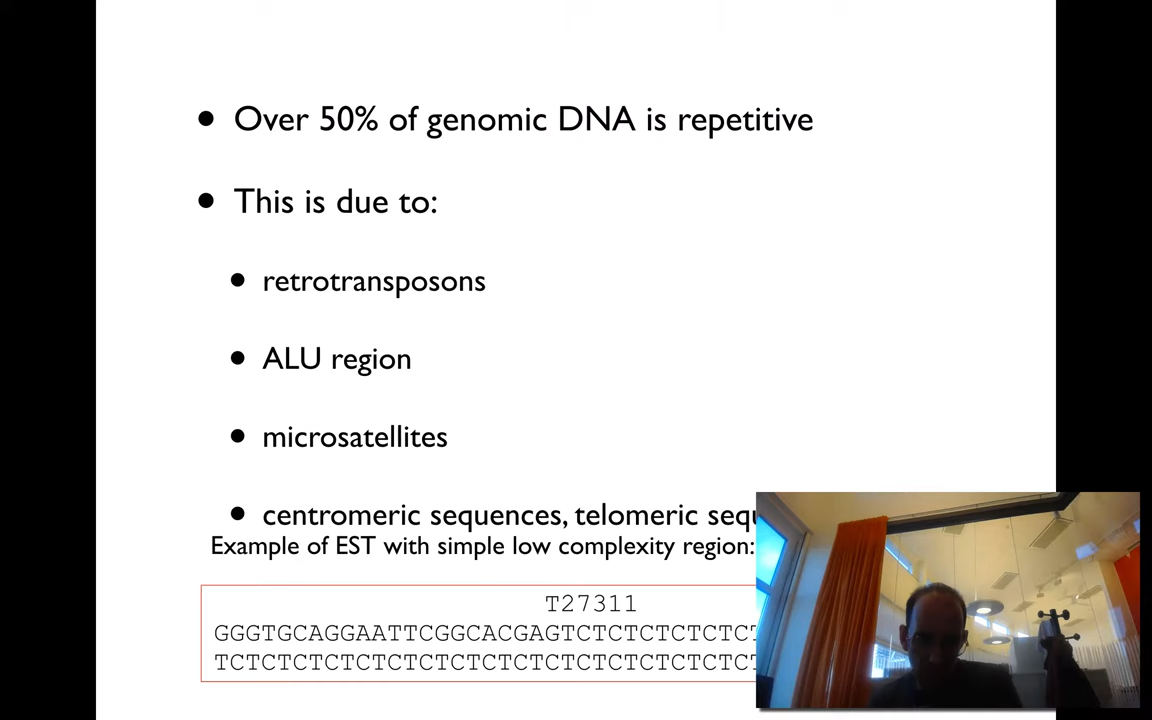 • Over 50% of genomic DNA is repetitive
• This is due to:
• retrotransposons
• ALU region
• microsatellites
• centromeric sequences, telomeric
Example of EST with simple low complexity region:
T27311
GGGTGCAGGAATTCGGCACGAGTCTCTCTCTCTCT
TCTCTCTCTCTCTCTCTCTCTCTCTCTCTCTCTCT